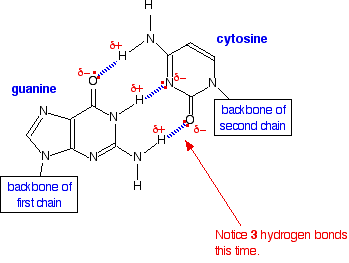 H
N
H
δ+
cytosine
δ−
O
guanine
δ+
δ−
N
H
N
N
N
N
N
O
δ−
δ+
N
H
H
backbone of
second chain
backbone of
first chain
Notice 3 hydrogen bonds
this time.